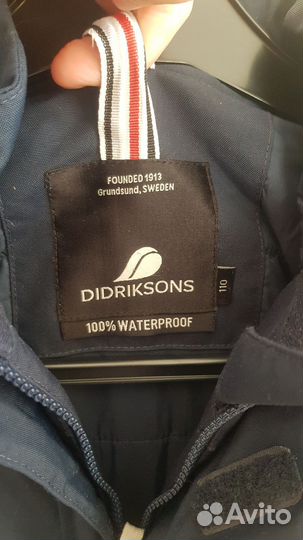 FOUNDED 1913
Grundsund, SWEDEN
DIDRIKSONS
110
100% WATERPROOF
Avito